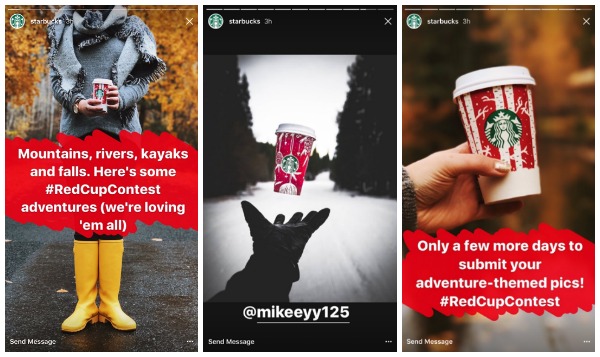 starbucks 3h
Mountains, rivers, kayaks
and falls. Here's some
#RedCupContest
adventures (we're loving
'em all)
Send Message
starbucks 3h
@mikeeyy125
Send Message
starbucks 3h
Only a few more days to
submit your
adventure-themed pics!
#RedCupContest
Send Message